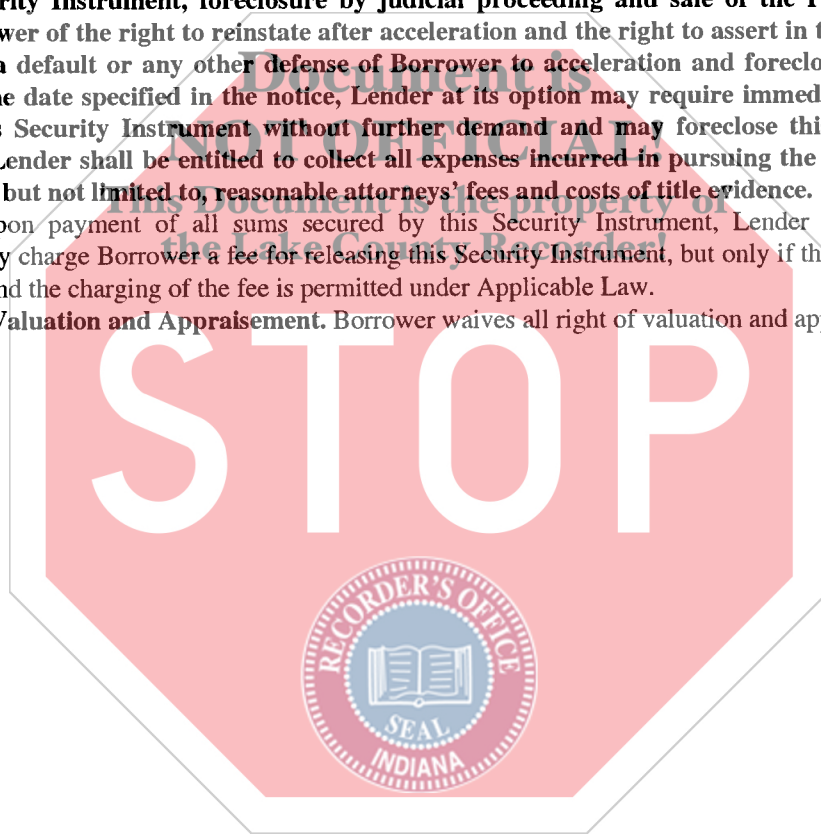 rity Instrument, foreclosure by judicial proceeding and sale of the P
wer of the right to reinstate after acceleration and the right to assert in t
a default or any other defense of Borrower to acceleration and foreclo
e date specified in the notice, Lender at its option may require immed
s Security Instrument without further demand and may foreclose thi
Lender shall be entitled to collect all expenses incurred in pursuing the
but not limited to, reasonable attorneys' fees and costs of title evidence.
pon payment of all sums secured by this Security Instrument, Lender
y charge Borrower a fee for releasing this Security Instrument, but only if th
nd the charging of the fee is permitted under Applicable Law.
Valuation and Appraisement. Borrower waives all right of valuation and app
Document is
NOT OFFICIAL!
This Document is the property of
the Lake County Recorder!
STOP
RECORDER'S OFFICE
SEAL
INDIANA